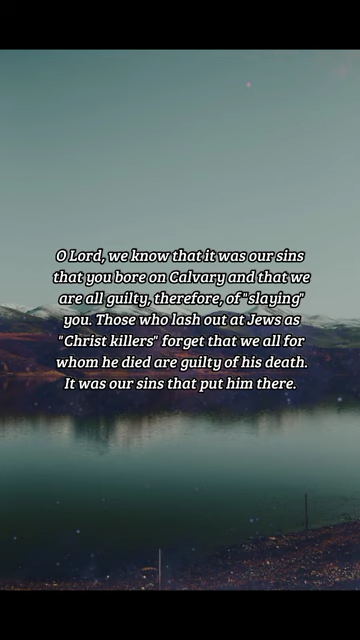 O Lord, we know that it was our sins
that you bore on Calvary and that we
are all guilty, therefore, of "slaying"
you. Those who lash out at Jews as
"Christ killers" forget that we all for
whom he died are guilty of his death.
It was our sins that put him there.